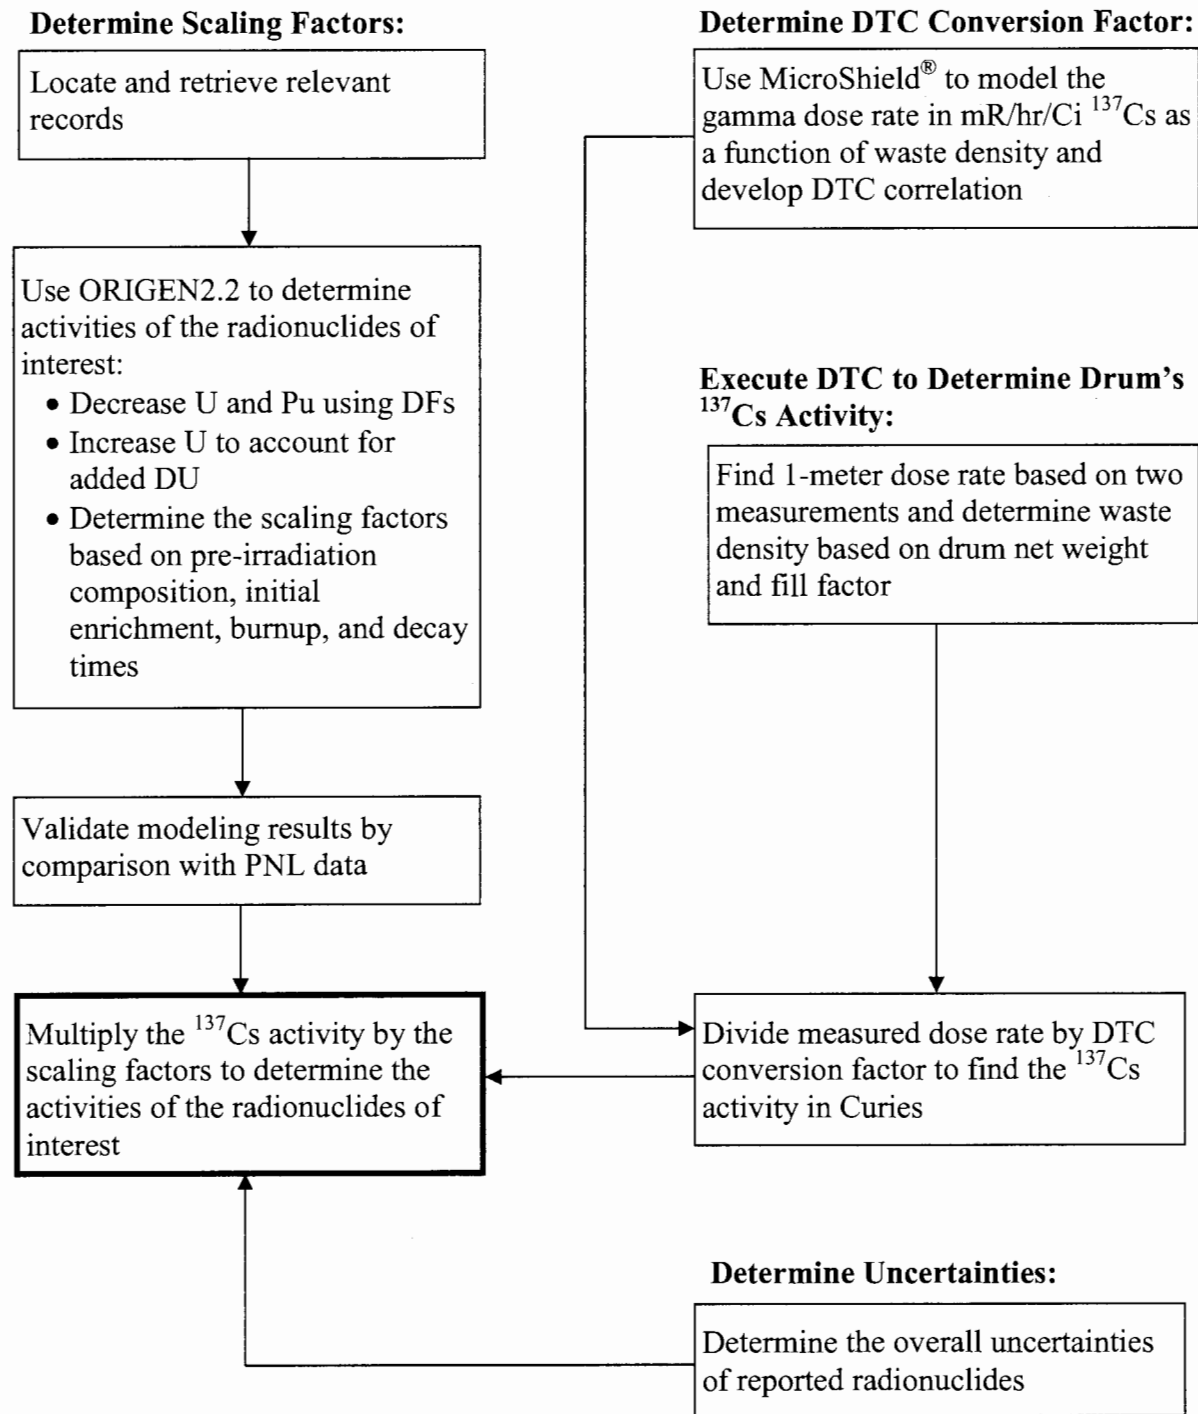 Determine Scaling Factors:
Locate and retrieve relevant
records
Use ORIGEN2.2 to determine
activities of the radionuclides of
interest:
• Decrease U and Pu using DFs
• Increase U to account for
added DU
• Determine the scaling factors
based on pre-irradiation
composition, initial
enrichment, burnup, and decay
times
Validate modeling results by
comparison with PNL data
Multiply the ¹³⁷Cs activity by the
scaling factors to determine the
activities of the radionuclides of
interest
Determine DTC Conversion Factor:
Use MicroShield® to model the
gamma dose rate in mR/hr/Ci ¹³⁷Cs as
a function of waste density and
develop DTC correlation
Execute DTC to Determine Drum's
¹³⁷Cs Activity:
Find 1-meter dose rate based on two
measurements and determine waste
density based on drum net weight
and fill factor
Divide measured dose rate by DTC
conversion factor to find the ¹³⁷Cs
activity in Curies
Determine Uncertainties:
Determine the overall uncertainties
of reported radionuclides